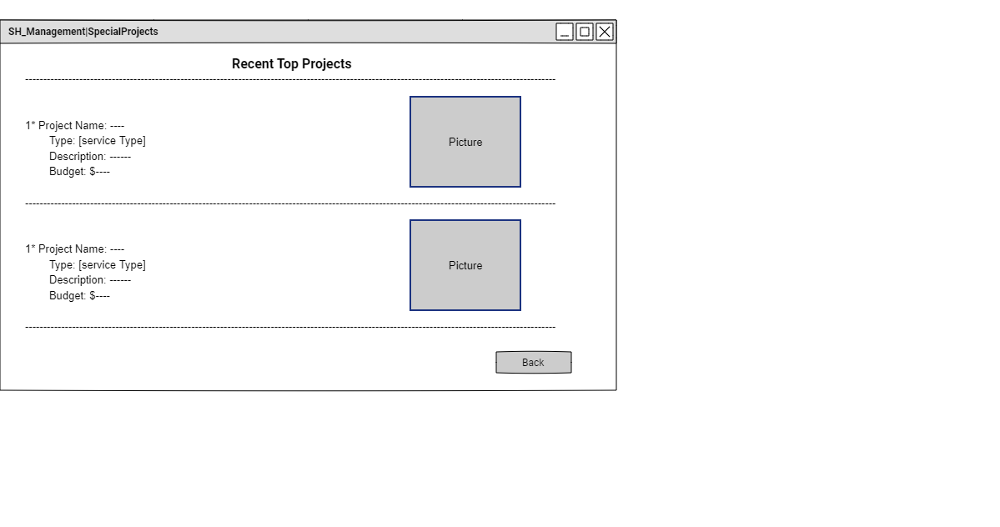 SH_Management|SpecialProjects
Recent Top Projects
1* Project Name: ----
Type: [service Type]
Description: ------
Budget: $----
Picture
1* Project Name: ----
Type: [service Type]
Description: ------
Budget: $----
Picture
Back